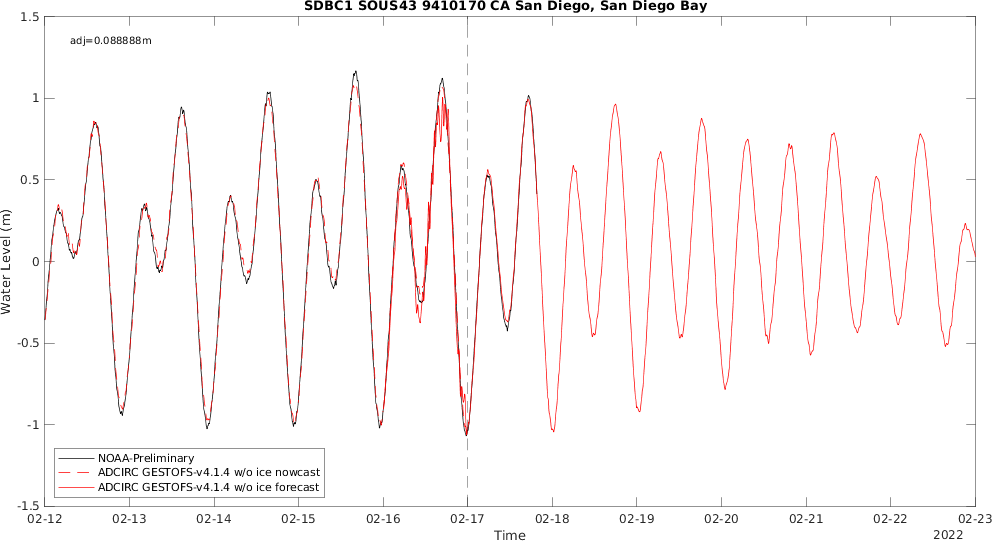 SDBC1 SOUS43 9410170 CA San Diego, San Diego Bay
adj=0.088888m
1.5
1
0.5
0
-0.5
-1
-1.5
Water Level (m)
NOAA-Preliminary
ADCIRC GESTOFS-v4.1.4 w/o ice nowcast
ADCIRC GESTOFS-v4.1.4 w/o ice forecast
02-12 02-13 02-14 02-15 02-16 02-17 02-18 02-19 02-20 02-21 02-22 02-23
Time
2022